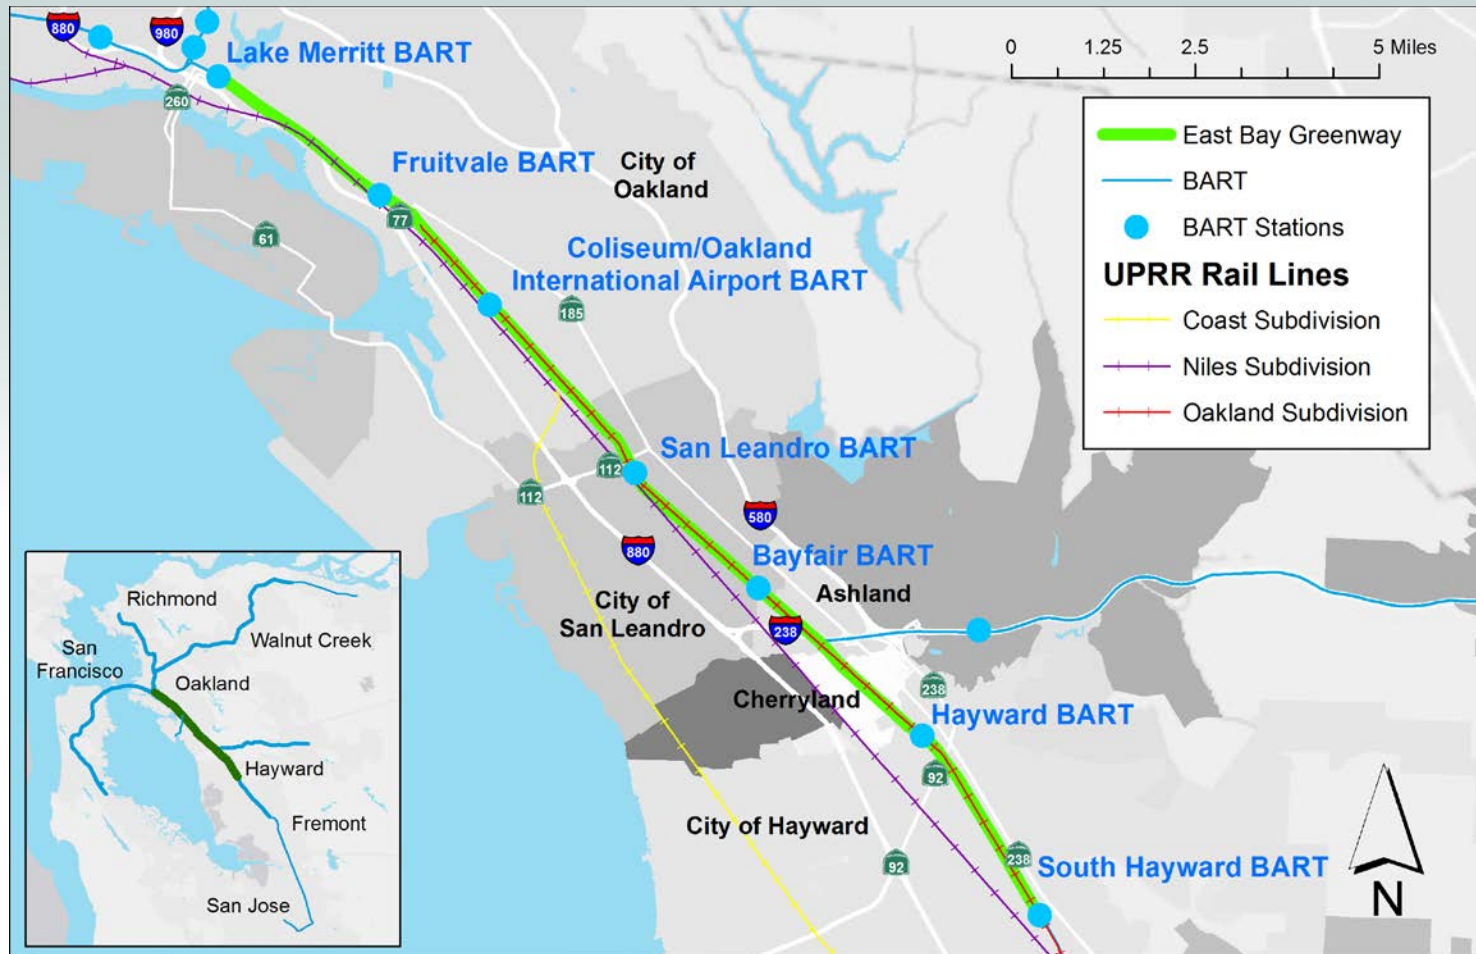 880
980
Lake Merritt BART
260
Fruitvale BART
City of
Oakland
77
61
Coliseum/Oakland
International Airport BART
185
San Leandro BART
112
112
580
880
Bayfair BART
Ashland
City of
San Leandro
238
Cherryland
238
Hayward BART
92
City of Hayward
92
238
South Hayward BART
0
1.25
2.5
5 Miles
East Bay Greenway
BART
BART Stations
UPRR Rail Lines
Coast Subdivision
Niles Subdivision
Oakland Subdivision
N
Richmond
Walnut Creek
San
Francisco
Oakland
Hayward
Fremont
San Jose